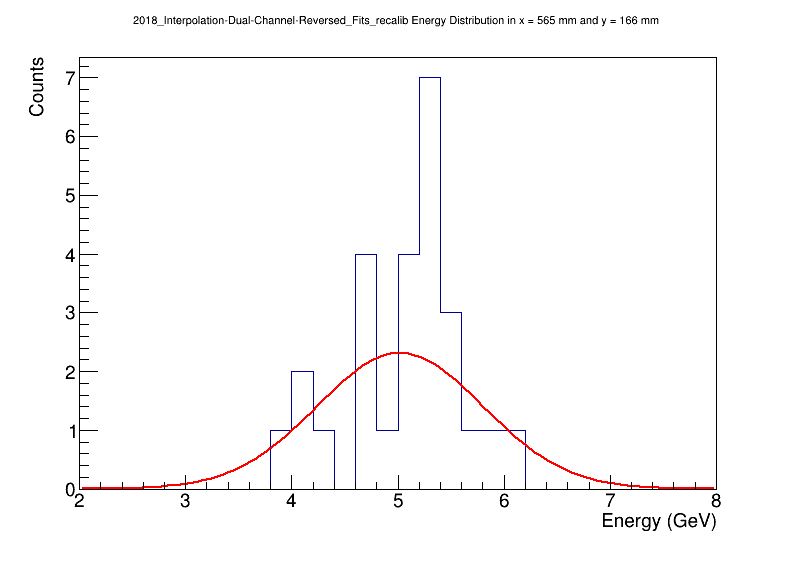 2018_Interpolation-Dual-Channel-Reversed_Fits_recalib Energy Distribution in x = 565 mm and y = 166 mm
Counts
7
6
5
4
3
2
1
0
2 3 4 5 6 7 8
Energy (GeV)